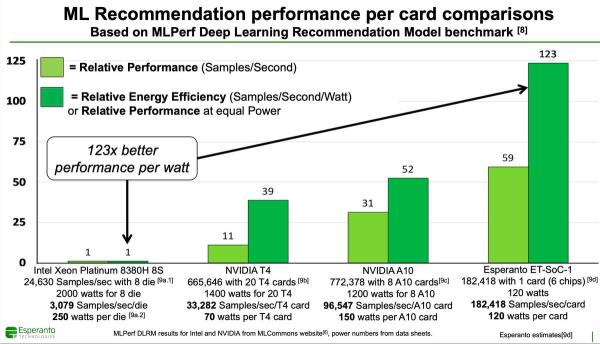 ML Recommendation performance per card comparisons
Based on MLPerf Deep Learning Recommendation Model benchmark [8]
125
100
75
50
25
0
= Relative Performance (Samples/Second)
= Relative Energy Efficiency (Samples/Second/Watt)
or Relative Performance at equal Power
123x better
performance per watt
1 1
11 39
31 52
59 123
Intel Xeon Platinum 8380H 8S
24,630 Samples/sec with 8 die [9a.1]
2000 watts for 8 die
3,079 Samples/sec/die
250 watts per die [9a.2]
NVIDIA T4
665,646 with 20 T4 cards [9b]
1400 watts for 20 T4
33,282 Samples/sec/T4 card
70 watts per T4 card
NVIDIA A10
772,378 with 8 A10 cards[9c]
1200 watts for 8 A10
96,547 Samples/sec/A10 card
150 watts per A10 card
Esperanto ET-SoC-1
182,418 with 1 card (6 chips) [9d]
120 watts
182,418 Samples/sec/card
120 watts per card
Esperanto
TECHNOLOGIES
MLPerf DLRM results for Intel and NVIDIA from MLCommons website[8], power numbers from data sheets.
Esperanto estimates[9d]